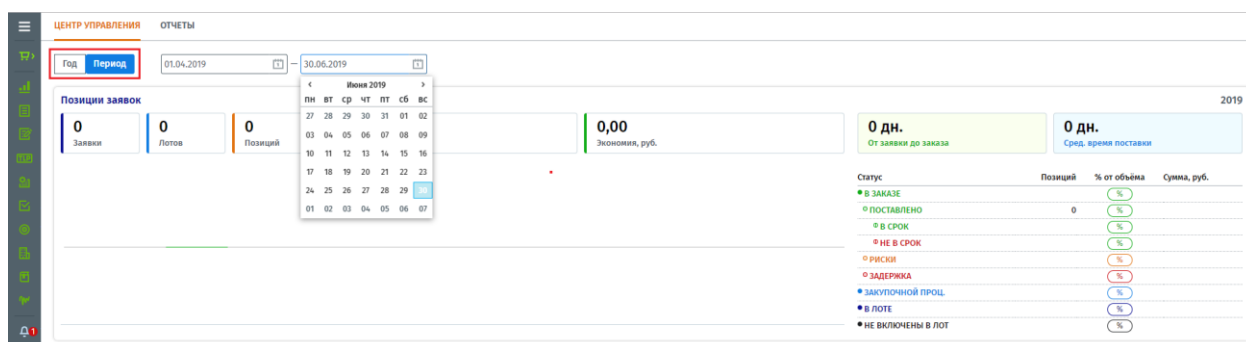 ЦЕНТР УПРАВЛЕНИЯ ОТЧЕТЫ
Год Период 01.04.2019 1 — 30.06.2019 1
‹ Июня 2019 ›
пн вт ср чт пт сб вс
27 28 29 30 31 01 02
03 04 05 06 07 08 09
10 11 12 13 14 15 16
17 18 19 20 21 22 23
24 25 26 27 28 29 30
01 02 03 04 05 06 07
Позиции заявок 2019
0 0 0 0,00 0 дн. 0 дн.
Заявки Лотов Позиций Экономия, руб. От заявки до заказа Сред. время поставки
Статус Позиций % от объёма Сумма, руб.
В ЗАКАЗЕ %
ПОСТАВЛЕНО 0 %
В СРОК %
НЕ В СРОК %
РИСКИ %
ЗАДЕРЖКА %
ЗАКУПОЧНОЙ ПРОЦ. %
В ЛОТЕ %
НЕ ВКЛЮЧЕНЫ В ЛОТ %
1